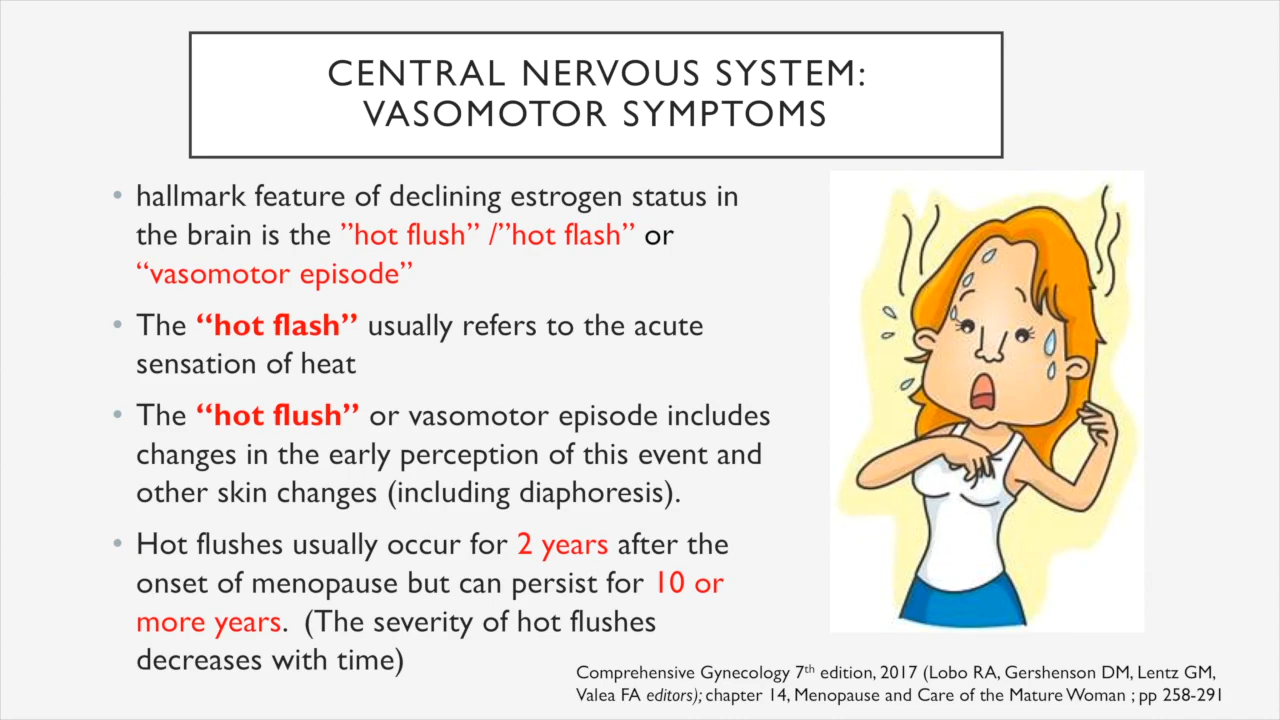 CENTRAL NERVOUS SYSTEM:
VASOMOTOR SYMPTOMS
• hallmark feature of declining estrogen status in
the brain is the ”hot flush” /”hot flash” or
“vasomotor episode”
• The “hot flash” usually refers to the acute
sensation of heat
• The “hot flush” or vasomotor episode includes
changes in the early perception of this event and
other skin changes (including diaphoresis).
• Hot flushes usually occur for 2 years after the
onset of menopause but can persist for 10 or
more years. (The severity of hot flushes
decreases with time)
Comprehensive Gynecology 7th edition, 2017 (Lobo RA, Gershenson DM, Lentz GM,
Valea FA editors); chapter 14, Menopause and Care of the Mature Woman ; pp 258-291